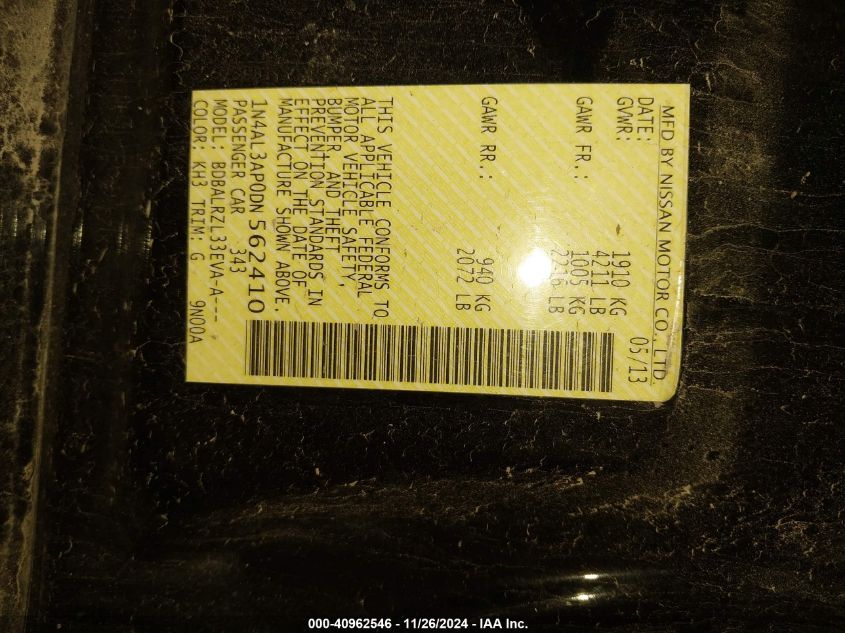 MFD BY NISSAN MOTOR CO., LTD.
DATE: 05/13
GVWR: 1910 KG
4211 LB
GAWR FR.: 1005 KG
2216 LB
GAWR RR.: 940 KG
2072 LB
THIS VEHICLE CONFORMS TO
ALL APPLICABLE FEDERAL
MOTOR VEHICLE SAFETY,
BUMPER, AND THEFT
PREVENTION STANDARDS IN
EFFECT ON THE DATE OF
MANUFACTURE SHOWN ABOVE.
1N4AL3AP0DN562410
PASSENGER CAR 343
MODEL: BDBALRZL33EVA-A---
COLOR: KH3 TRIM: G 9N00A
000-40962546 - 11/26/2024 - IAA Inc.